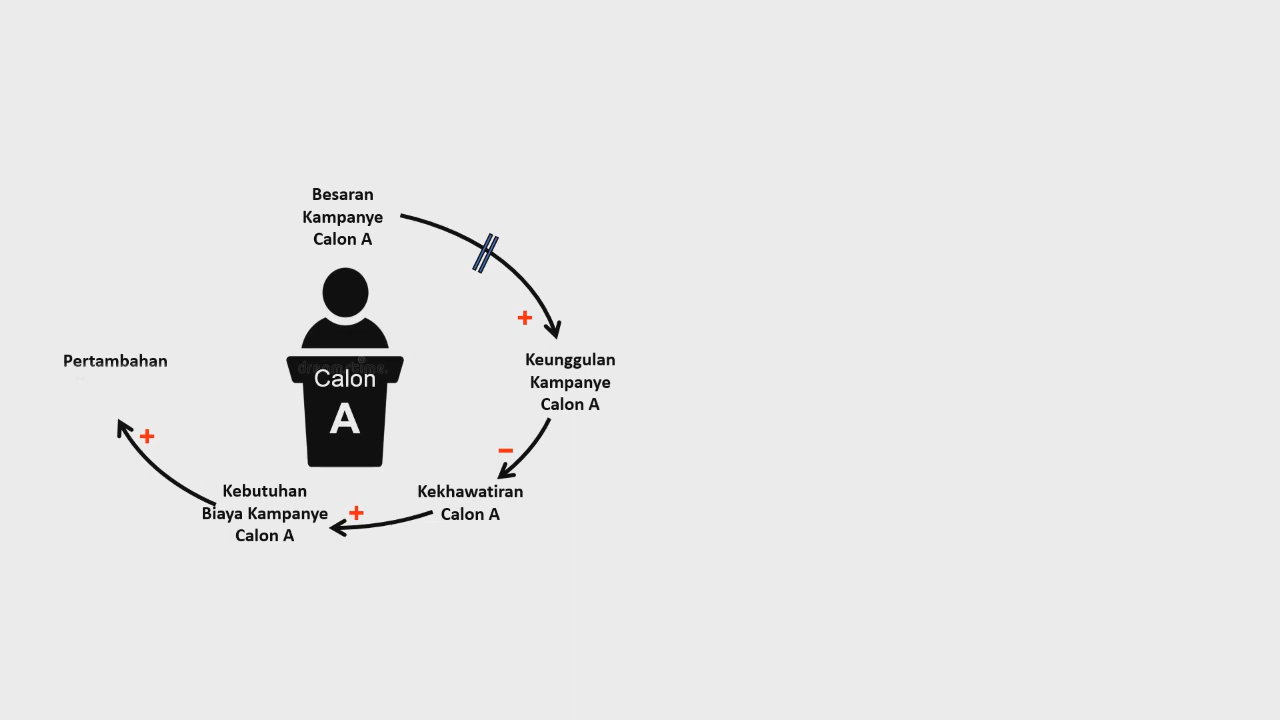 Besaran
Kampanye
Calon A
Pertambahan
Calon
A
Keunggulan
Kampanye
Calon A
Kebutuhan
Biaya Kampanye
Calon A
Kekhawatiran
Calon A
+
−
+
+